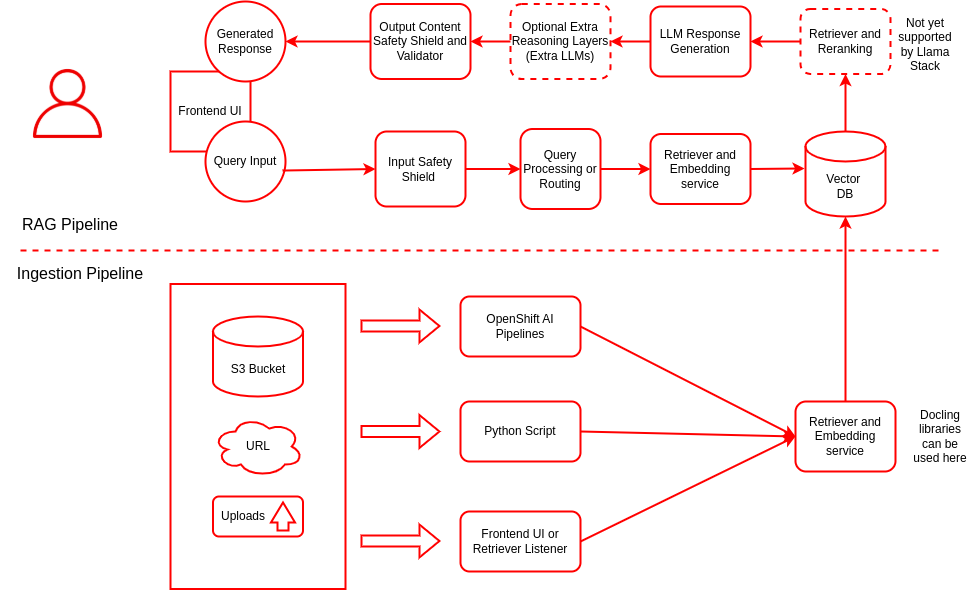 Generated
Response
Output Content
Safety Shield and
Validator
Optional Extra
Reasoning Layers
(Extra LLMs)
LLM Response
Generation
Retriever and
Reranking
Not yet
supported
by Llama
Stack
Frontend UI
Query Input
Input Safety
Shield
Query
Processing or
Routing
Retriever and
Embedding
service
Vector
DB
RAG Pipeline
Ingestion Pipeline
S3 Bucket
URL
Uploads
OpenShift AI
Pipelines
Python Script
Frontend UI or
Retriever Listener
Retriever and
Embedding
service
Docling
libraries
can be
used here